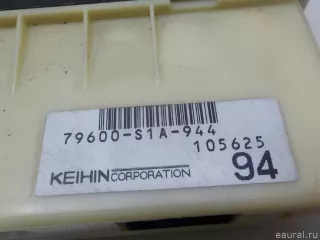 79600-S1A-944
105625
KEIHIN CORPORATION
94
© eaural.ru